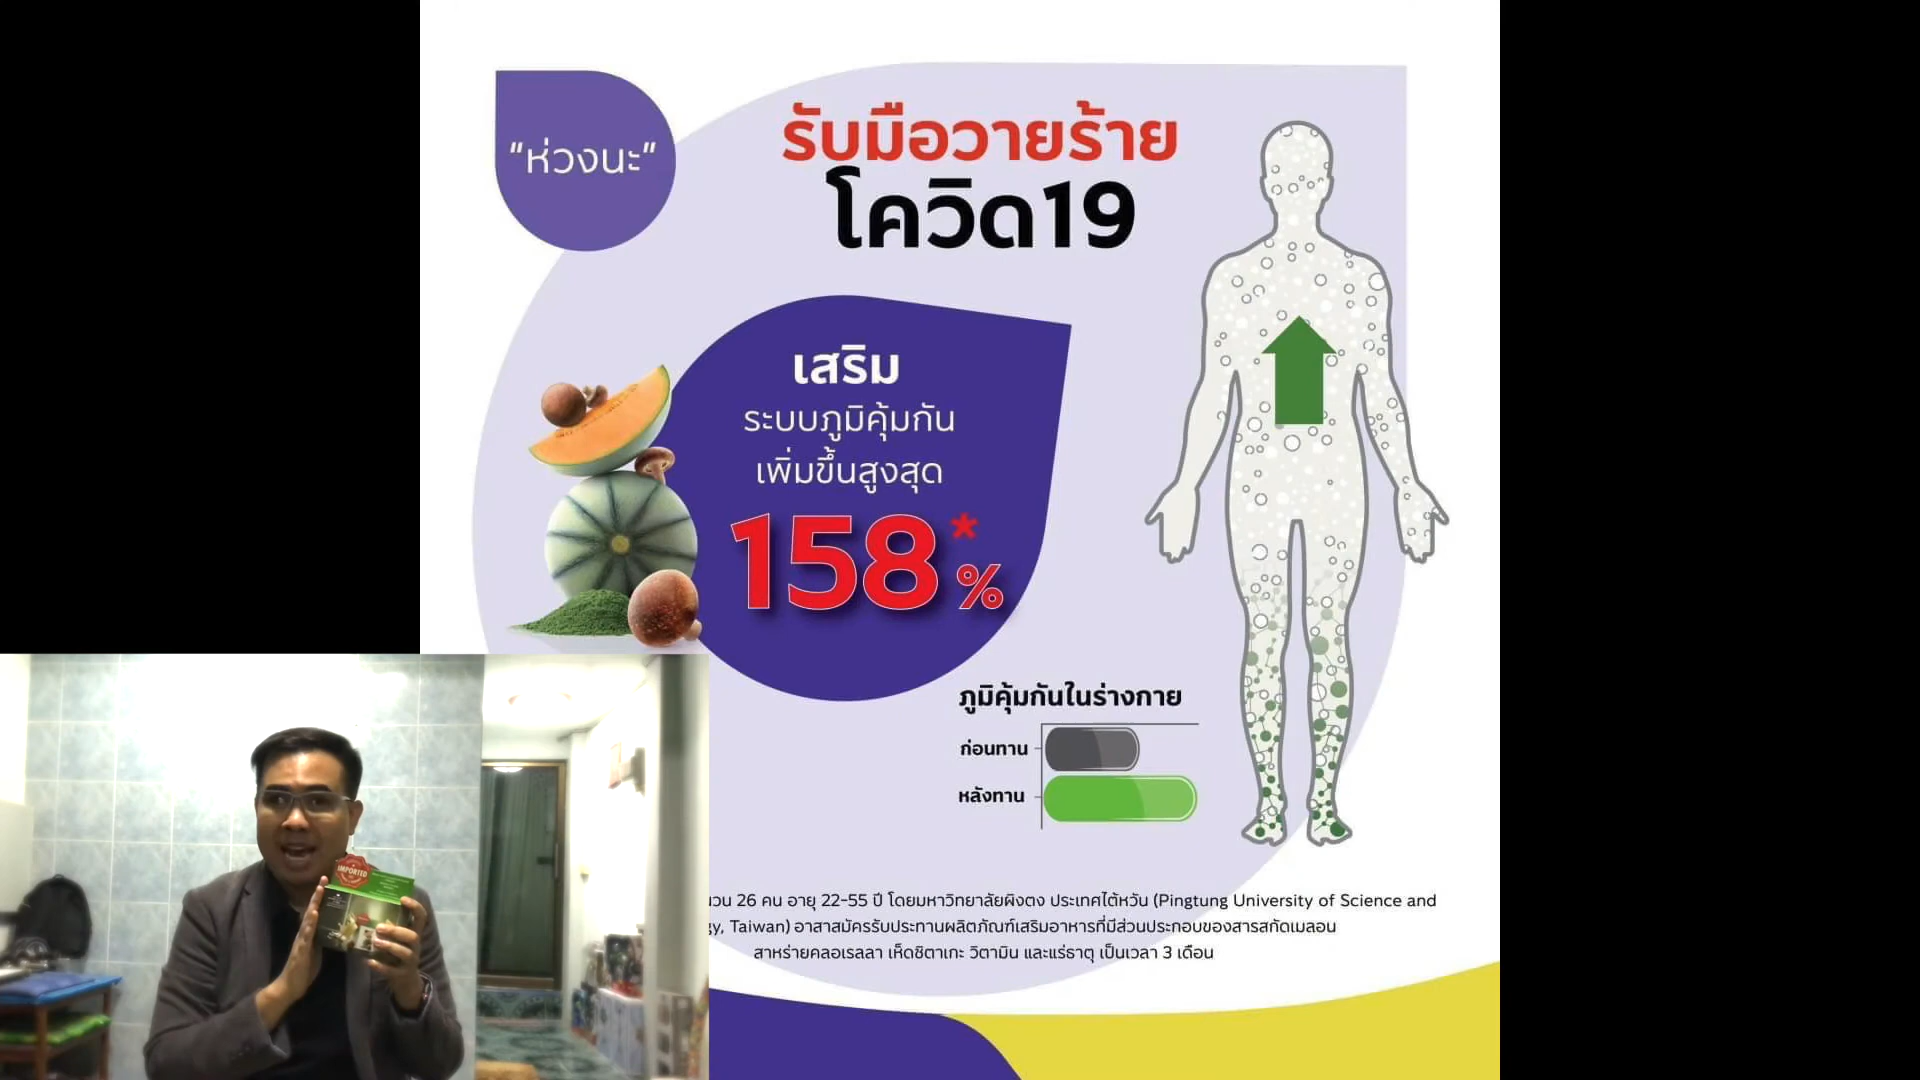 "ห่วงนะ"
รับมือวายร้าย
โควิด19
เสริม
ระบบภูมิคุ้มกัน
เพิ่มขึ้นสูงสุด
158*%
ภูมิคุ้มกันในร่างกาย
ก่อนทาน
หลังทาน
26 คน อายุ 22-55 ปี โดยมหาวิทยาลัยผิงตง ประเทศไต้หวัน (Pingtung University of Science and
Taiwan) อาสาสมัครรับประทานผลิตภัณฑ์เสริมอาหารที่มีส่วนประกอบของสารสกัดเมลอน
สาหร่ายคลอเรลลา เห็ดชิตาเกะ วิตามิน และแร่ธาตุ เป็นเวลา 3 เดือน
IMPORTED